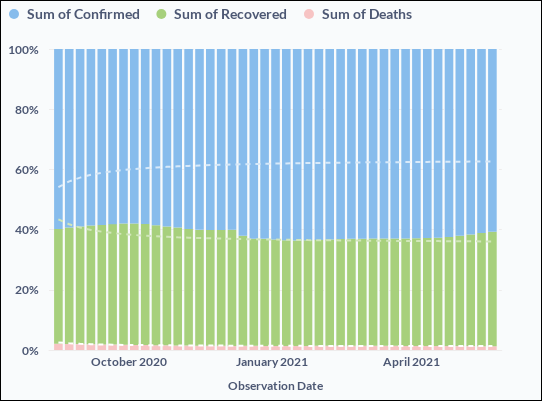 Sum of Confirmed Sum of Recovered Sum of Deaths
100%
80%
60%
40%
20%
0%
October 2020 January 2021 April 2021
Observation Date